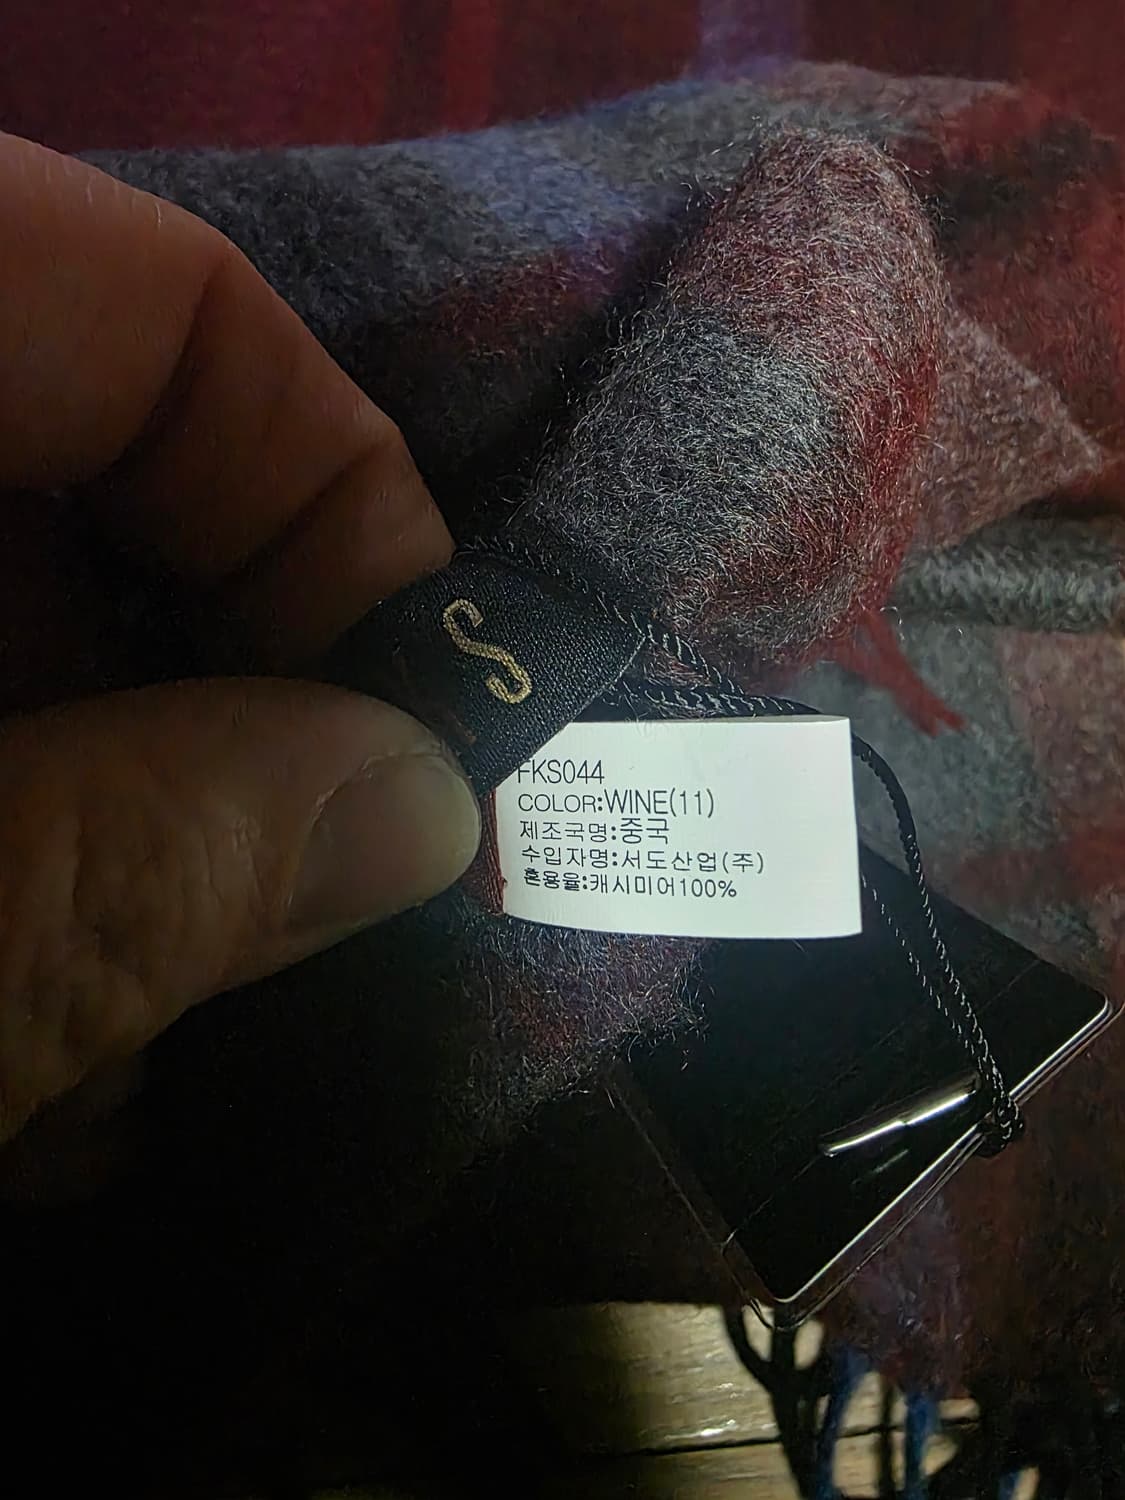 S
FKS044
COLOR:WINE(11)
제조국명:중국
수입자명:서도산업(주)
혼용율:캐시미어100%